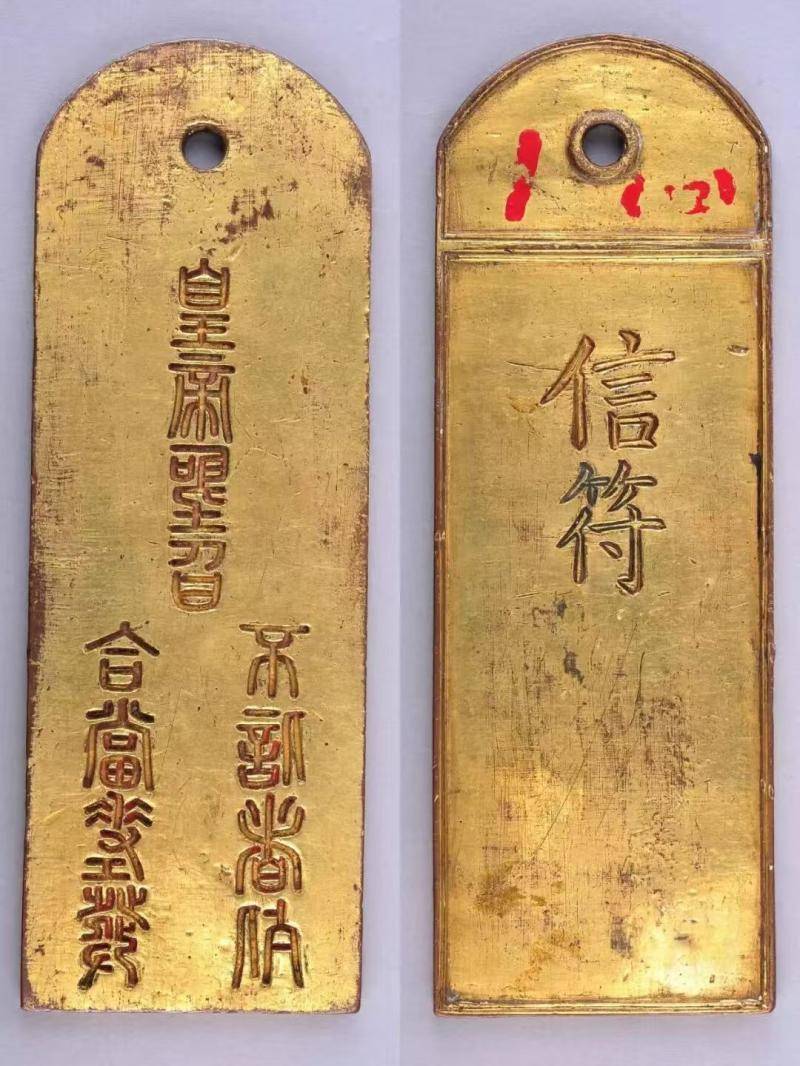 皇帝聖旨
合當差發
不信者斬
信符